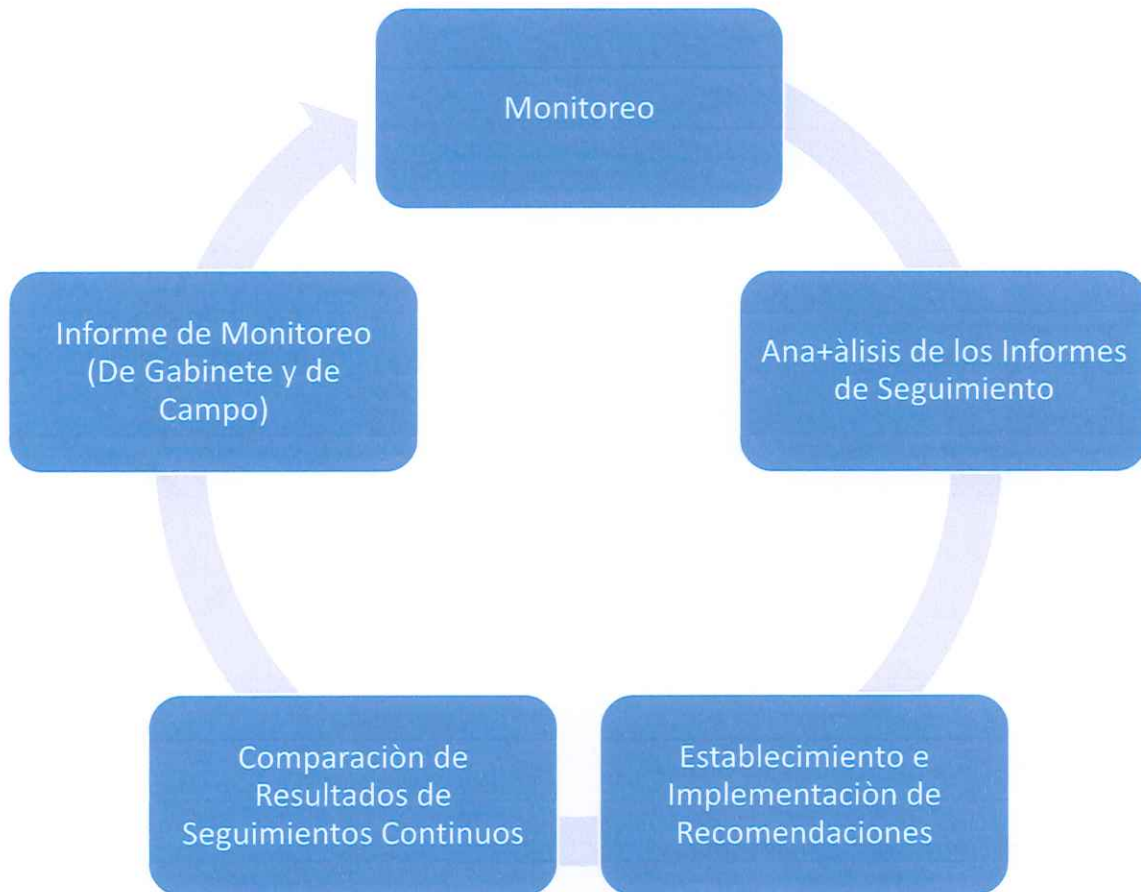 Monitoreo
Ana+àlisis de los Informes
de Seguimiento
Establecimiento e
Implementaciòn de
Recomendaciones
Comparaciòn de
Resultados de
Seguimientos Continuos
Informe de Monitoreo
(De Gabinete y de
Campo)